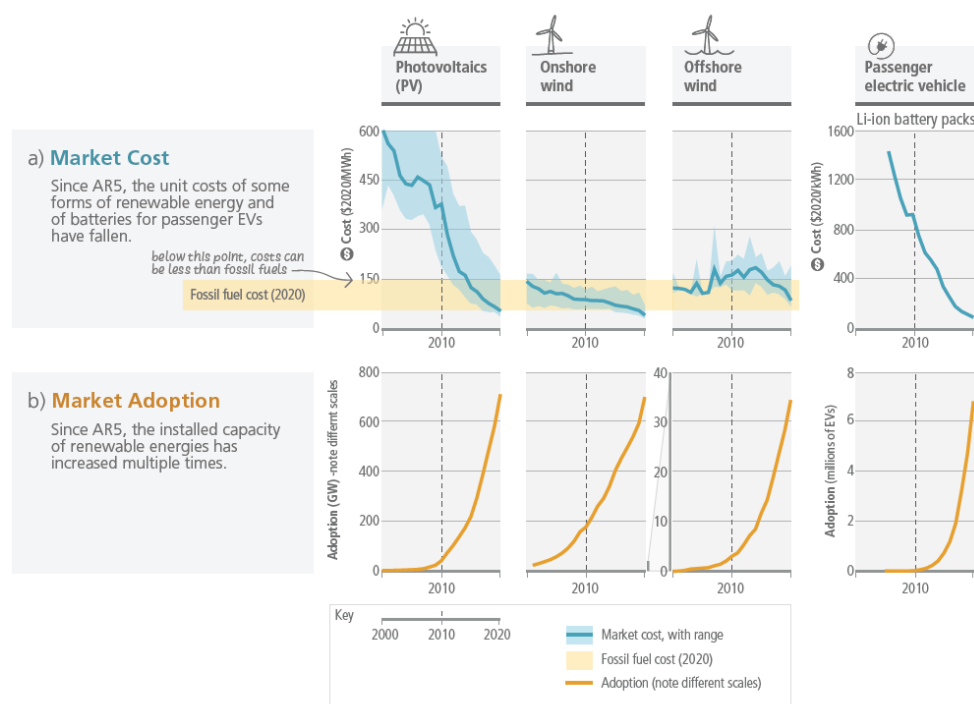 Photovoltaics
(PV)
Onshore
wind
Offshore
wind
Passenger
electric vehicle
Li-ion battery packs
a) Market Cost
Since AR5, the unit costs of some
forms of renewable energy and
of batteries for passenger EVs
have fallen.
below this point, costs can
be less than fossil fuels
Fossil fuel cost (2020)
$ Cost ($2020/MWh)
600
450
300
150
0
2010
2010
2010
$ Cost ($2020/kWh)
1600
1200
800
400
0
2010
b) Market Adoption
Since AR5, the installed capacity
of renewable energies has
increased multiple times.
Adoption (GW) -note differnt scales
800
600
400
200
0
2010
2010
40
30
20
10
0
2010
Adoption (millions of EVs)
8
6
4
2
0
2010
Key
2000 2010 2020
Market cost, with range
Fossil fuel cost (2020)
Adoption (note different scales)